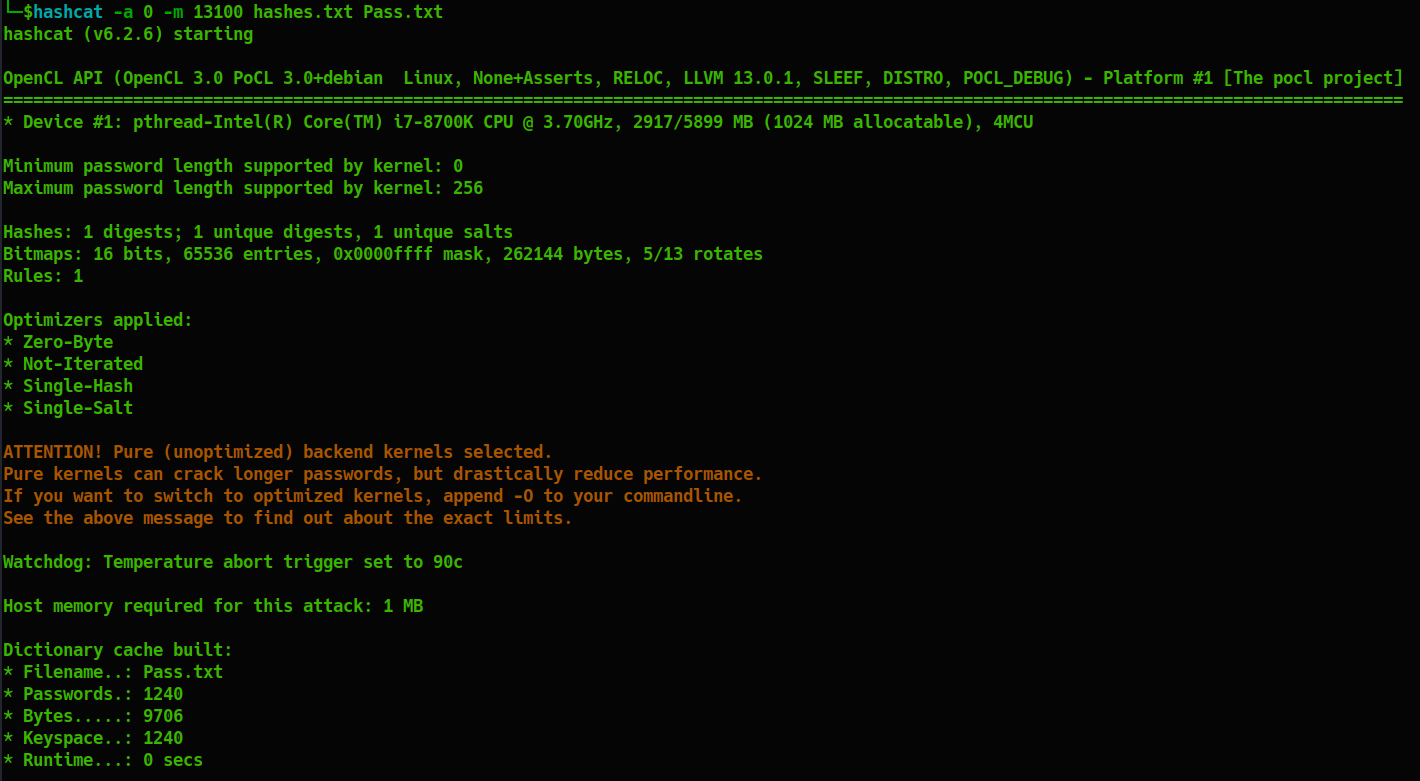 └─$hashcat -a 0 -m 13100 hashes.txt Pass.txt
hashcat (v6.2.6) starting
OpenCL API (OpenCL 3.0 PoCL 3.0+debian  Linux, None+Asserts, RELOC, LLVM 13.0.1, SLEEF, DISTRO, POCL_DEBUG) - Platform #1 [The pocl project]
============================================================================================================================================
* Device #1: pthread-Intel(R) Core(TM) i7-8700K CPU @ 3.70GHz, 2917/5899 MB (1024 MB allocatable), 4MCU
Minimum password length supported by kernel: 0
Maximum password length supported by kernel: 256
Hashes: 1 digests; 1 unique digests, 1 unique salts
Bitmaps: 16 bits, 65536 entries, 0x0000ffff mask, 262144 bytes, 5/13 rotates
Rules: 1
Optimizers applied:
* Zero-Byte
* Not-Iterated
* Single-Hash
* Single-Salt
ATTENTION! Pure (unoptimized) backend kernels selected.
Pure kernels can crack longer passwords, but drastically reduce performance.
If you want to switch to optimized kernels, append -O to your commandline.
See the above message to find out about the exact limits.
Watchdog: Temperature abort trigger set to 90c
Host memory required for this attack: 1 MB
Dictionary cache built:
* Filename..: Pass.txt
* Passwords.: 1240
* Bytes.....: 9706
* Keyspace..: 1240
* Runtime...: 0 secs